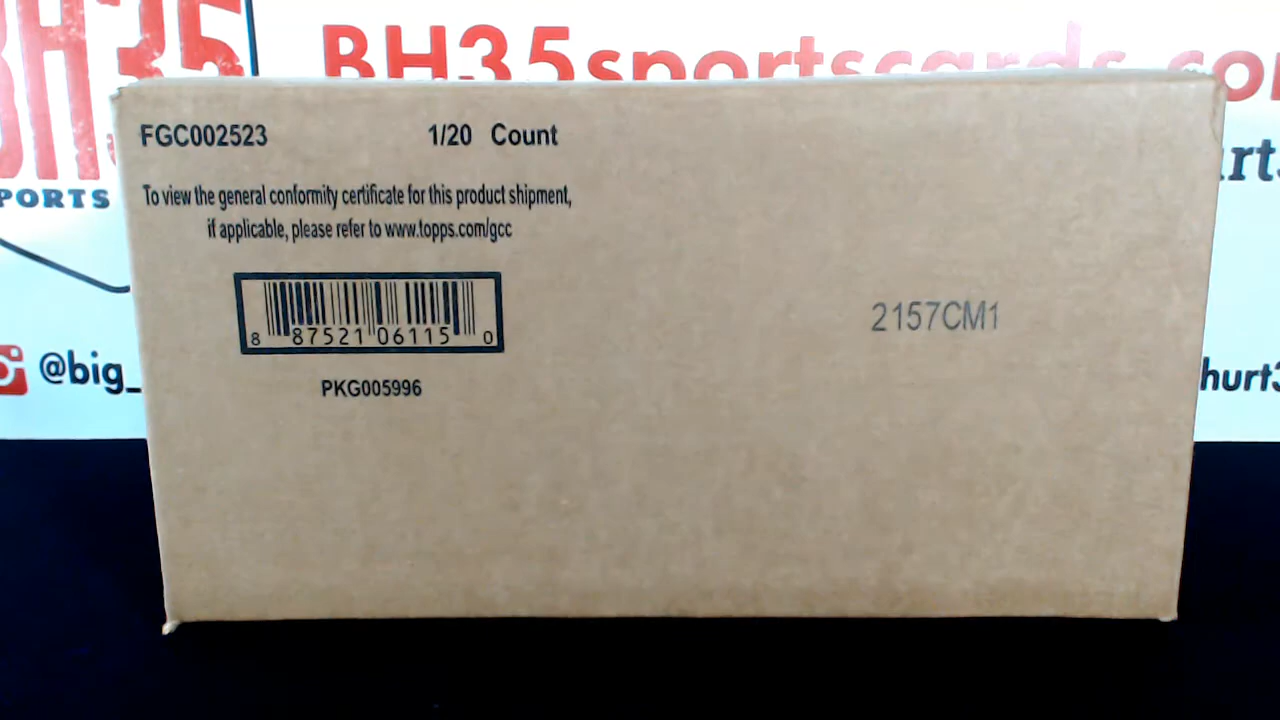 BH35
BH35sportscards.co
PORTS
FGC002523 1/20 Count
To view the general conformity certificate for this product shipment,
if applicable, please refer to www.topps.com/gcc
8 87521 06115 0
PKG005996
2157CM1
@big_
hurt3